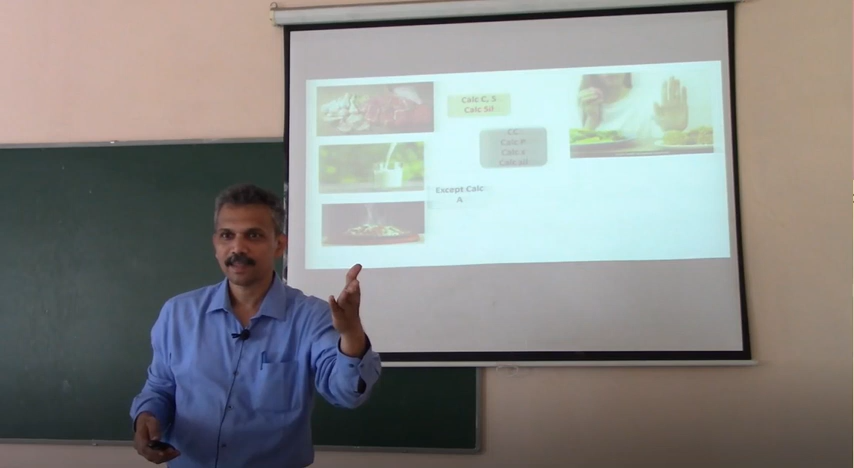 Calc C, S
Calc Sil
CC
Calc P
Calc F
Calc sil
Except Calc
A